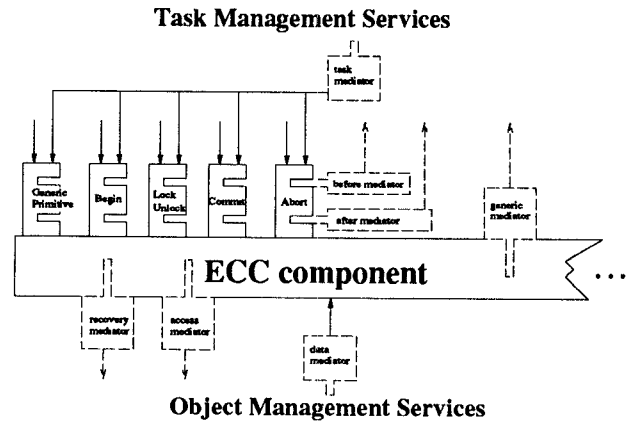 Task Management Services
task
mediator
Generic
Primitive
Begin
Lock
Unlock
Commit
Abort
before mediator
after mediator
generic
mediator
ECC component
...
recovery
mediator
access
mediator
data
mediator
Object Management Services